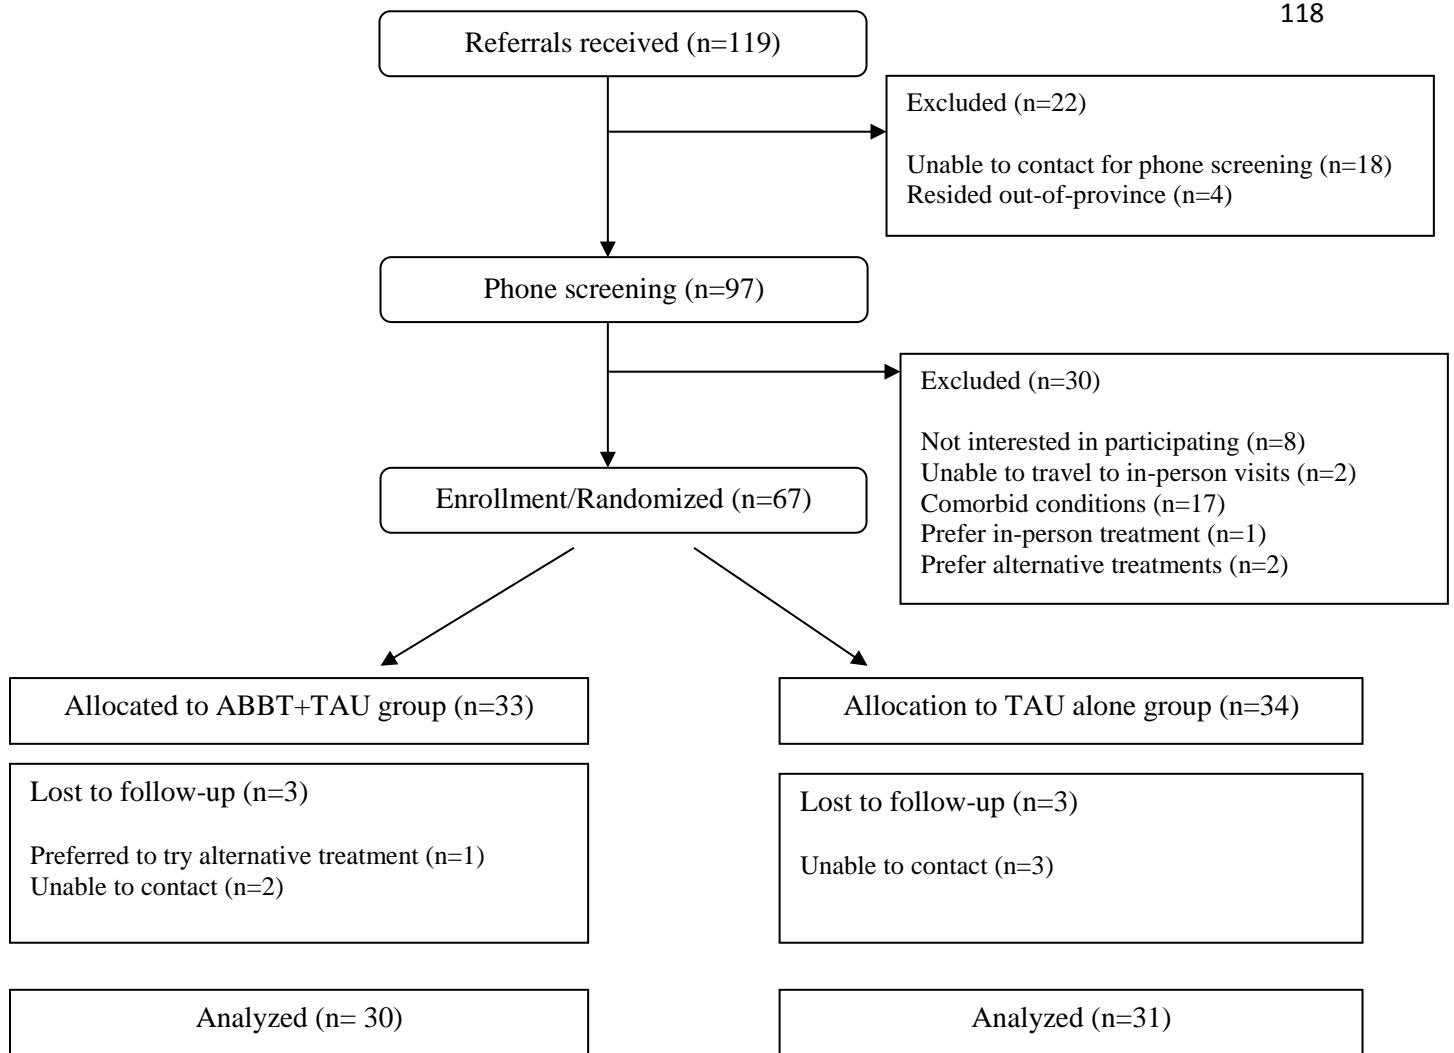 118
Referrals received (n=119)
Excluded (n=22)
Unable to contact for phone screening (n=18)
Resided out-of-province (n=4)
Phone screening (n=97)
Excluded (n=30)
Not interested in participating (n=8)
Unable to travel to in-person visits (n=2)
Comorbid conditions (n=17)
Prefer in-person treatment (n=1)
Prefer alternative treatments (n=2)
Enrollment/Randomized (n=67)
Allocated to ABBT+TAU group (n=33)
Allocation to TAU alone group (n=34)
Lost to follow-up (n=3)
Preferred to try alternative treatment (n=1)
Unable to contact (n=2)
Lost to follow-up (n=3)
Unable to contact (n=3)
Analyzed (n= 30)
Analyzed (n=31)